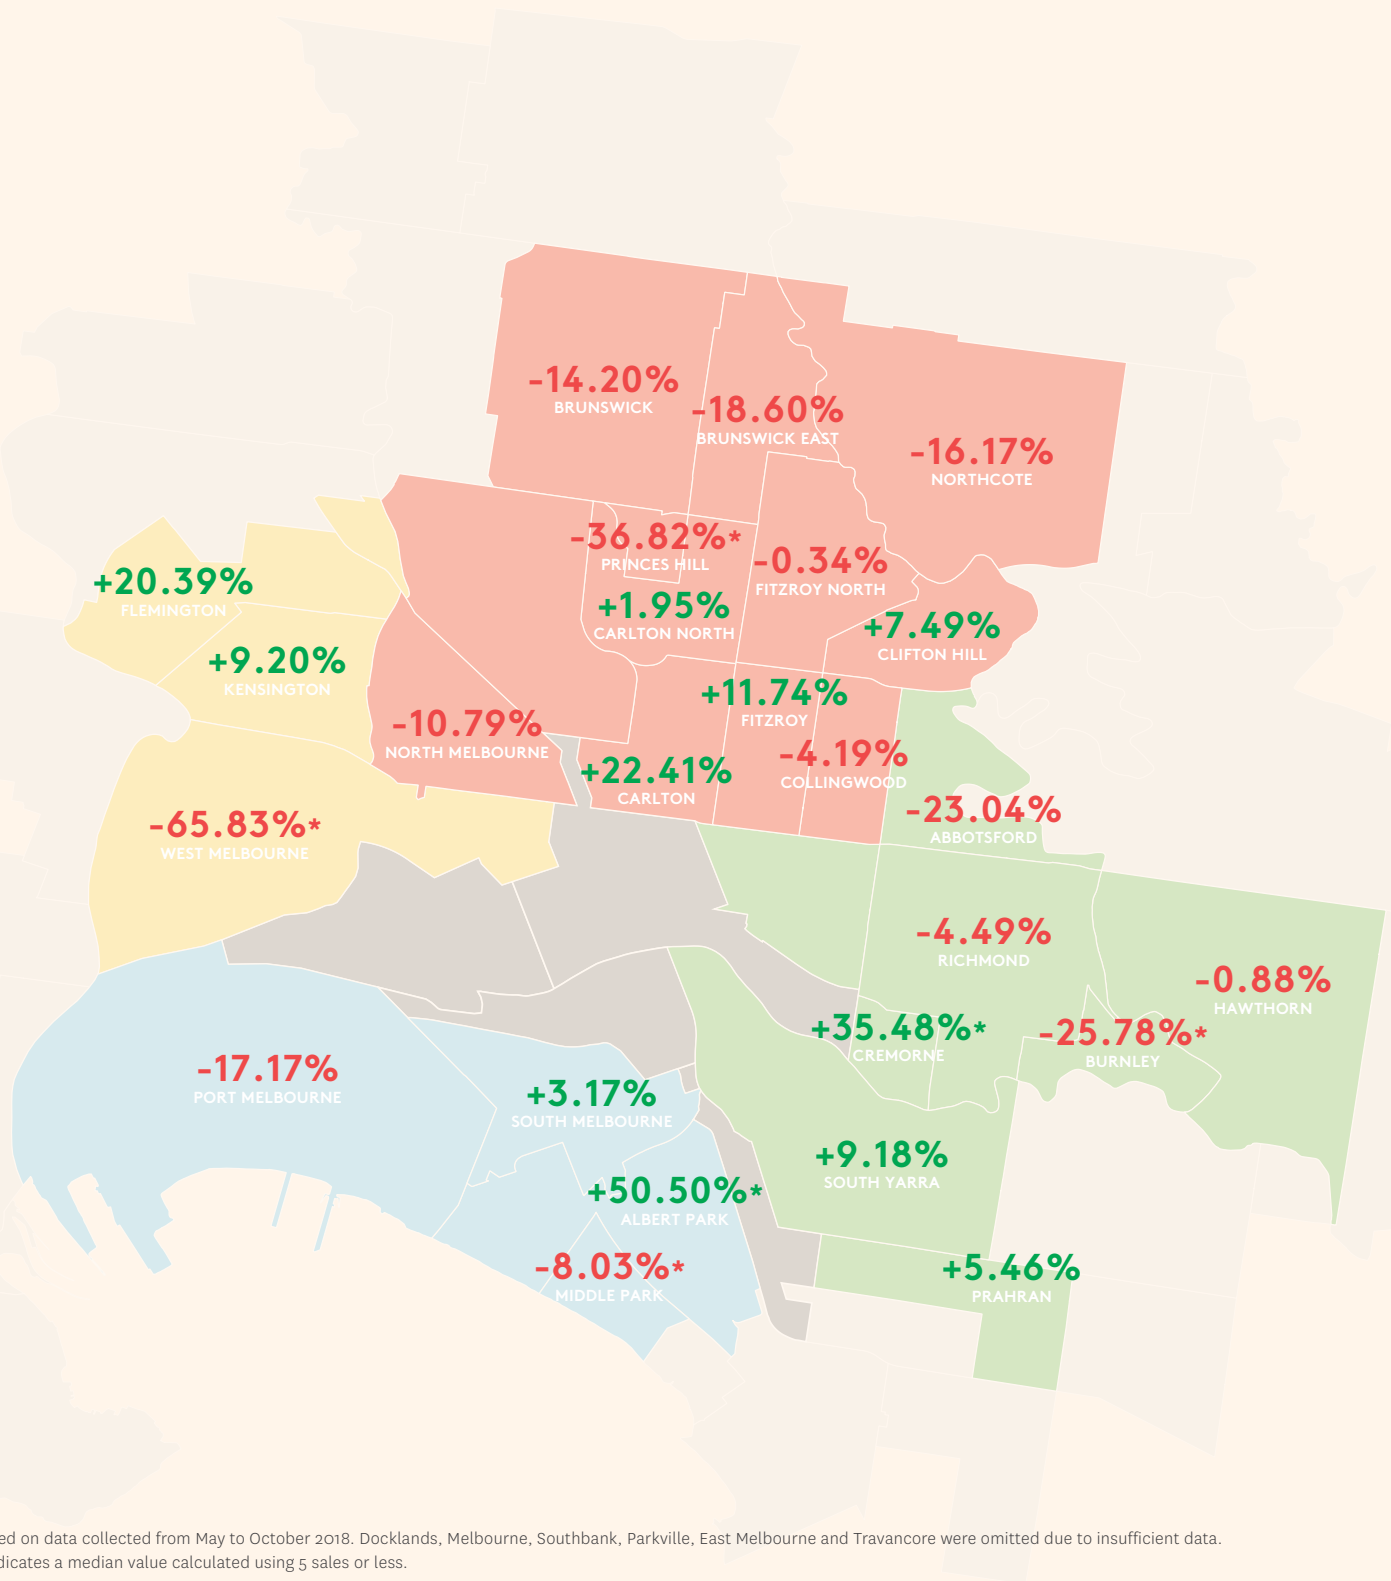 -14.20%
BRUNSWICK
-18.60%
BRUNSWICK EAST
-16.17%
NORTHCOTE
-36.82%*
PRINCES HILL
-0.34%
FITZROY NORTH
+20.39%
FLEMINGTON
+1.95%
CARLTON NORTH
+7.49%
CLIFTON HILL
+9.20%
KENSINGTON
+11.74%
FITZROY
-10.79%
NORTH MELBOURNE
-4.19%
COLLINGWOOD
+22.41%
CARLTON
-23.04%
ABBOTSFORD
-65.83%*
WEST MELBOURNE
-4.49%
RICHMOND
-0.88%
HAWTHORN
+35.48%*
CREMORNE
-25.78%*
BURNLEY
-17.17%
PORT MELBOURNE
+3.17%
SOUTH MELBOURNE
+9.18%
SOUTH YARRA
+50.50%*
ALBERT PARK
-8.03%*
MIDDLE PARK
+5.46%
PRAHRAN
ed on data collected from May to October 2018. Docklands, Melbourne, Southbank, Parkville, East Melbourne and Travancore were omitted due to insufficient data.
dicates a median value calculated using 5 sales or less.